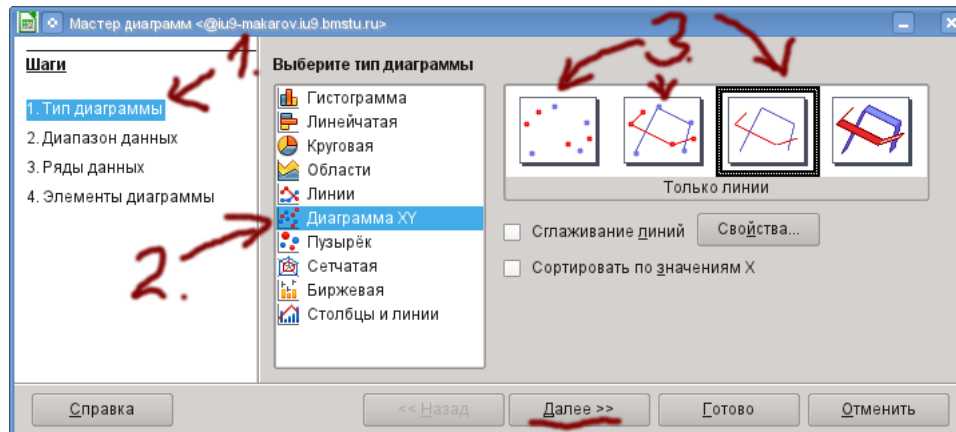 Мастер диаграмм <@iu9-makarov.iu9.bmstu.ru>
Шаги
1.
1. Тип диаграммы
2. Диапазон данных
3. Ряды данных
4. Элементы диаграммы
Выберите тип диаграммы
2.
Гистограмма
Линейчатая
Круговая
Области
Линии
Диаграмма XY
Пузырёк
Сетчатая
Биржевая
Столбцы и линии
3.
Только линии
Сглаживание линий
Свойства...
Сортировать по значениям X
Справка
<< Назад
Далее >>
Готово
Отменить